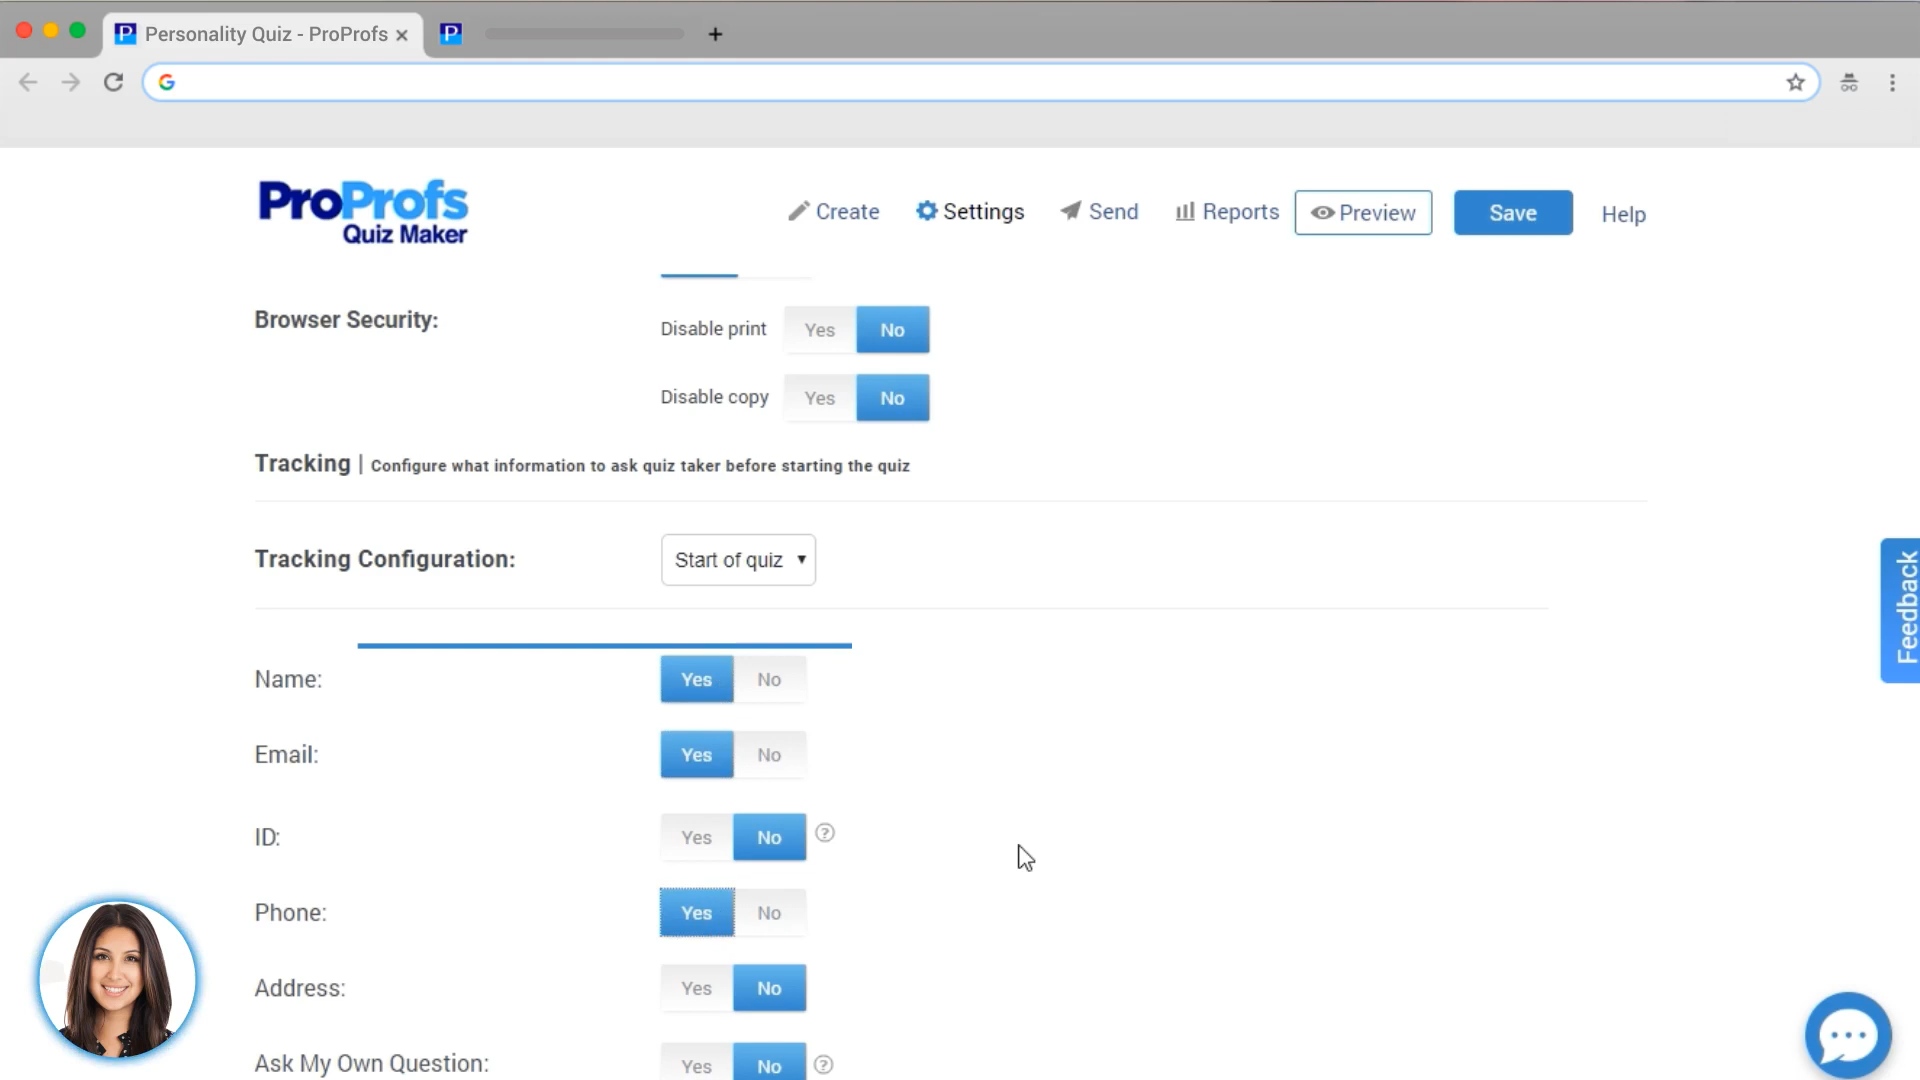 P Personality Quiz - ProProfs ×
P
+
G
ProProfs
Quiz Maker
Create Settings Send Reports Preview Save Help
Browser Security:
Disable print Yes No
Disable copy Yes No
Tracking | Configure what information to ask quiz taker before starting the quiz
Tracking Configuration: Start of quiz
Feedback
Name: Yes No
Email: Yes No
ID: Yes No ?
Phone: Yes No
Address: Yes No
Ask My Own Question: Yes No ?